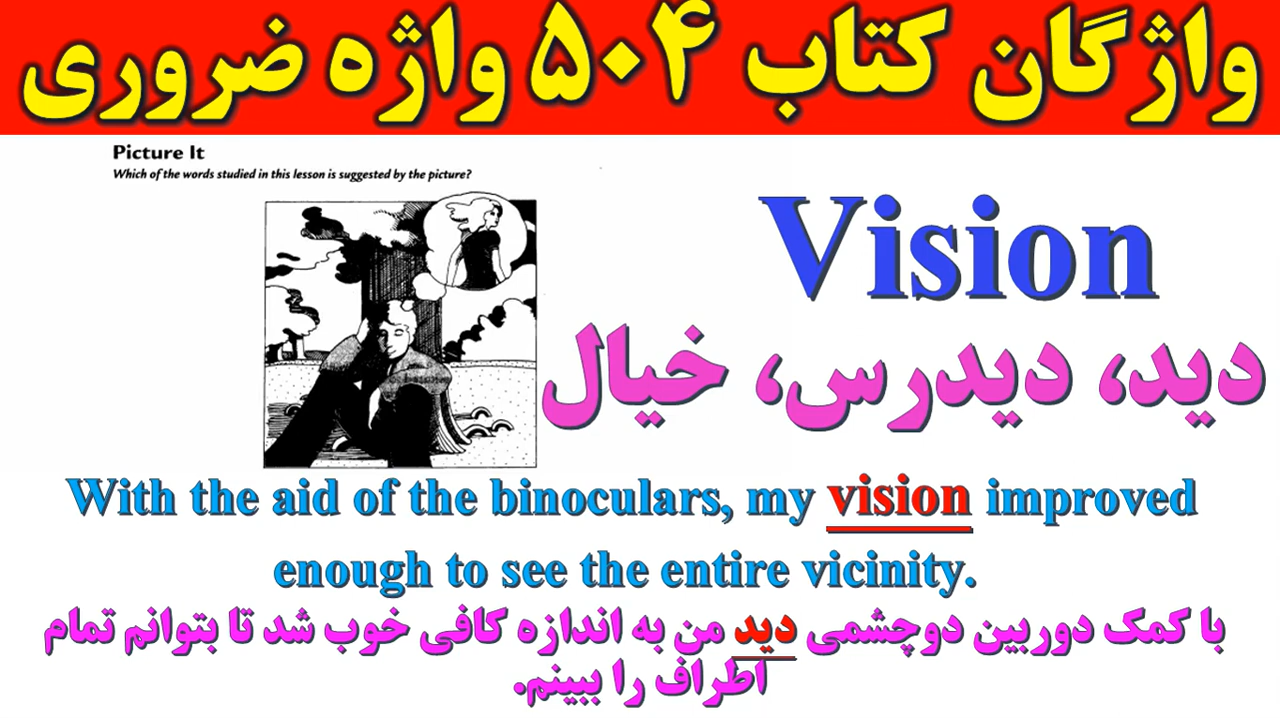 واژگان کتاب ۵۰۴ واژه ضروری
Picture It
Which of the words studied in this lesson is suggested by the picture?
Vision
دید، دیدرس، خیال
With the aid of the binoculars, my vision improved
enough to see the entire vicinity.
با کمک دوربین دوچشمی دید من به اندازه کافی خوب شد تا بتوانم تمام
اطراف را ببینم.